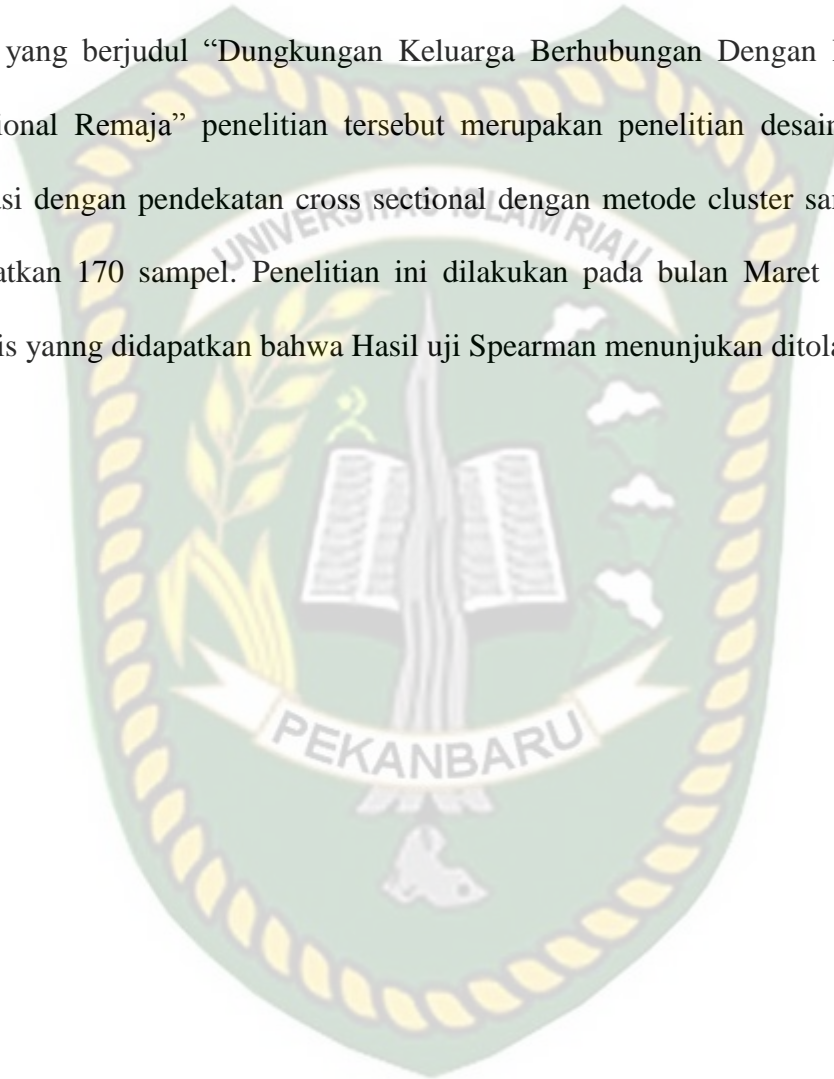 yang berjudul “Dungkungan Keluarga Berhubungan Dengan
ional Remaja” penelitian tersebut merupakan penelitian desain
si dengan pendekatan cross sectional dengan metode cluster sar
atkan 170 sampel. Penelitian ini dilakukan pada bulan Maret
is yanng didapatkan bahwa Hasil uji Spearman menunjukan ditola
UNIVERSITAS ISLAM RIAU
PEKANBARU